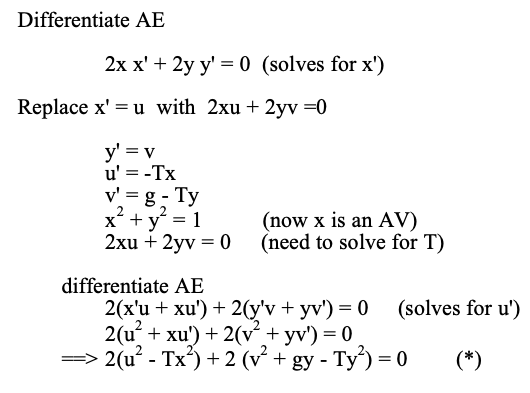 Differentiate AE
2x x' + 2y y' = 0 (solves for x')
Replace x' = u with 2xu + 2yv =0
y' = v
u' = -Tx
v' = g - Ty
x² + y² = 1 (now x is an AV)
2xu + 2yv = 0 (need to solve for T)
differentiate AE
2(x'u + xu') + 2(y'v + yv') = 0 (solves for u')
2(u² + xu') + 2(v² + yv') = 0
==> 2(u² - Tx²) + 2 (v² + gy - Ty²) = 0 (*)